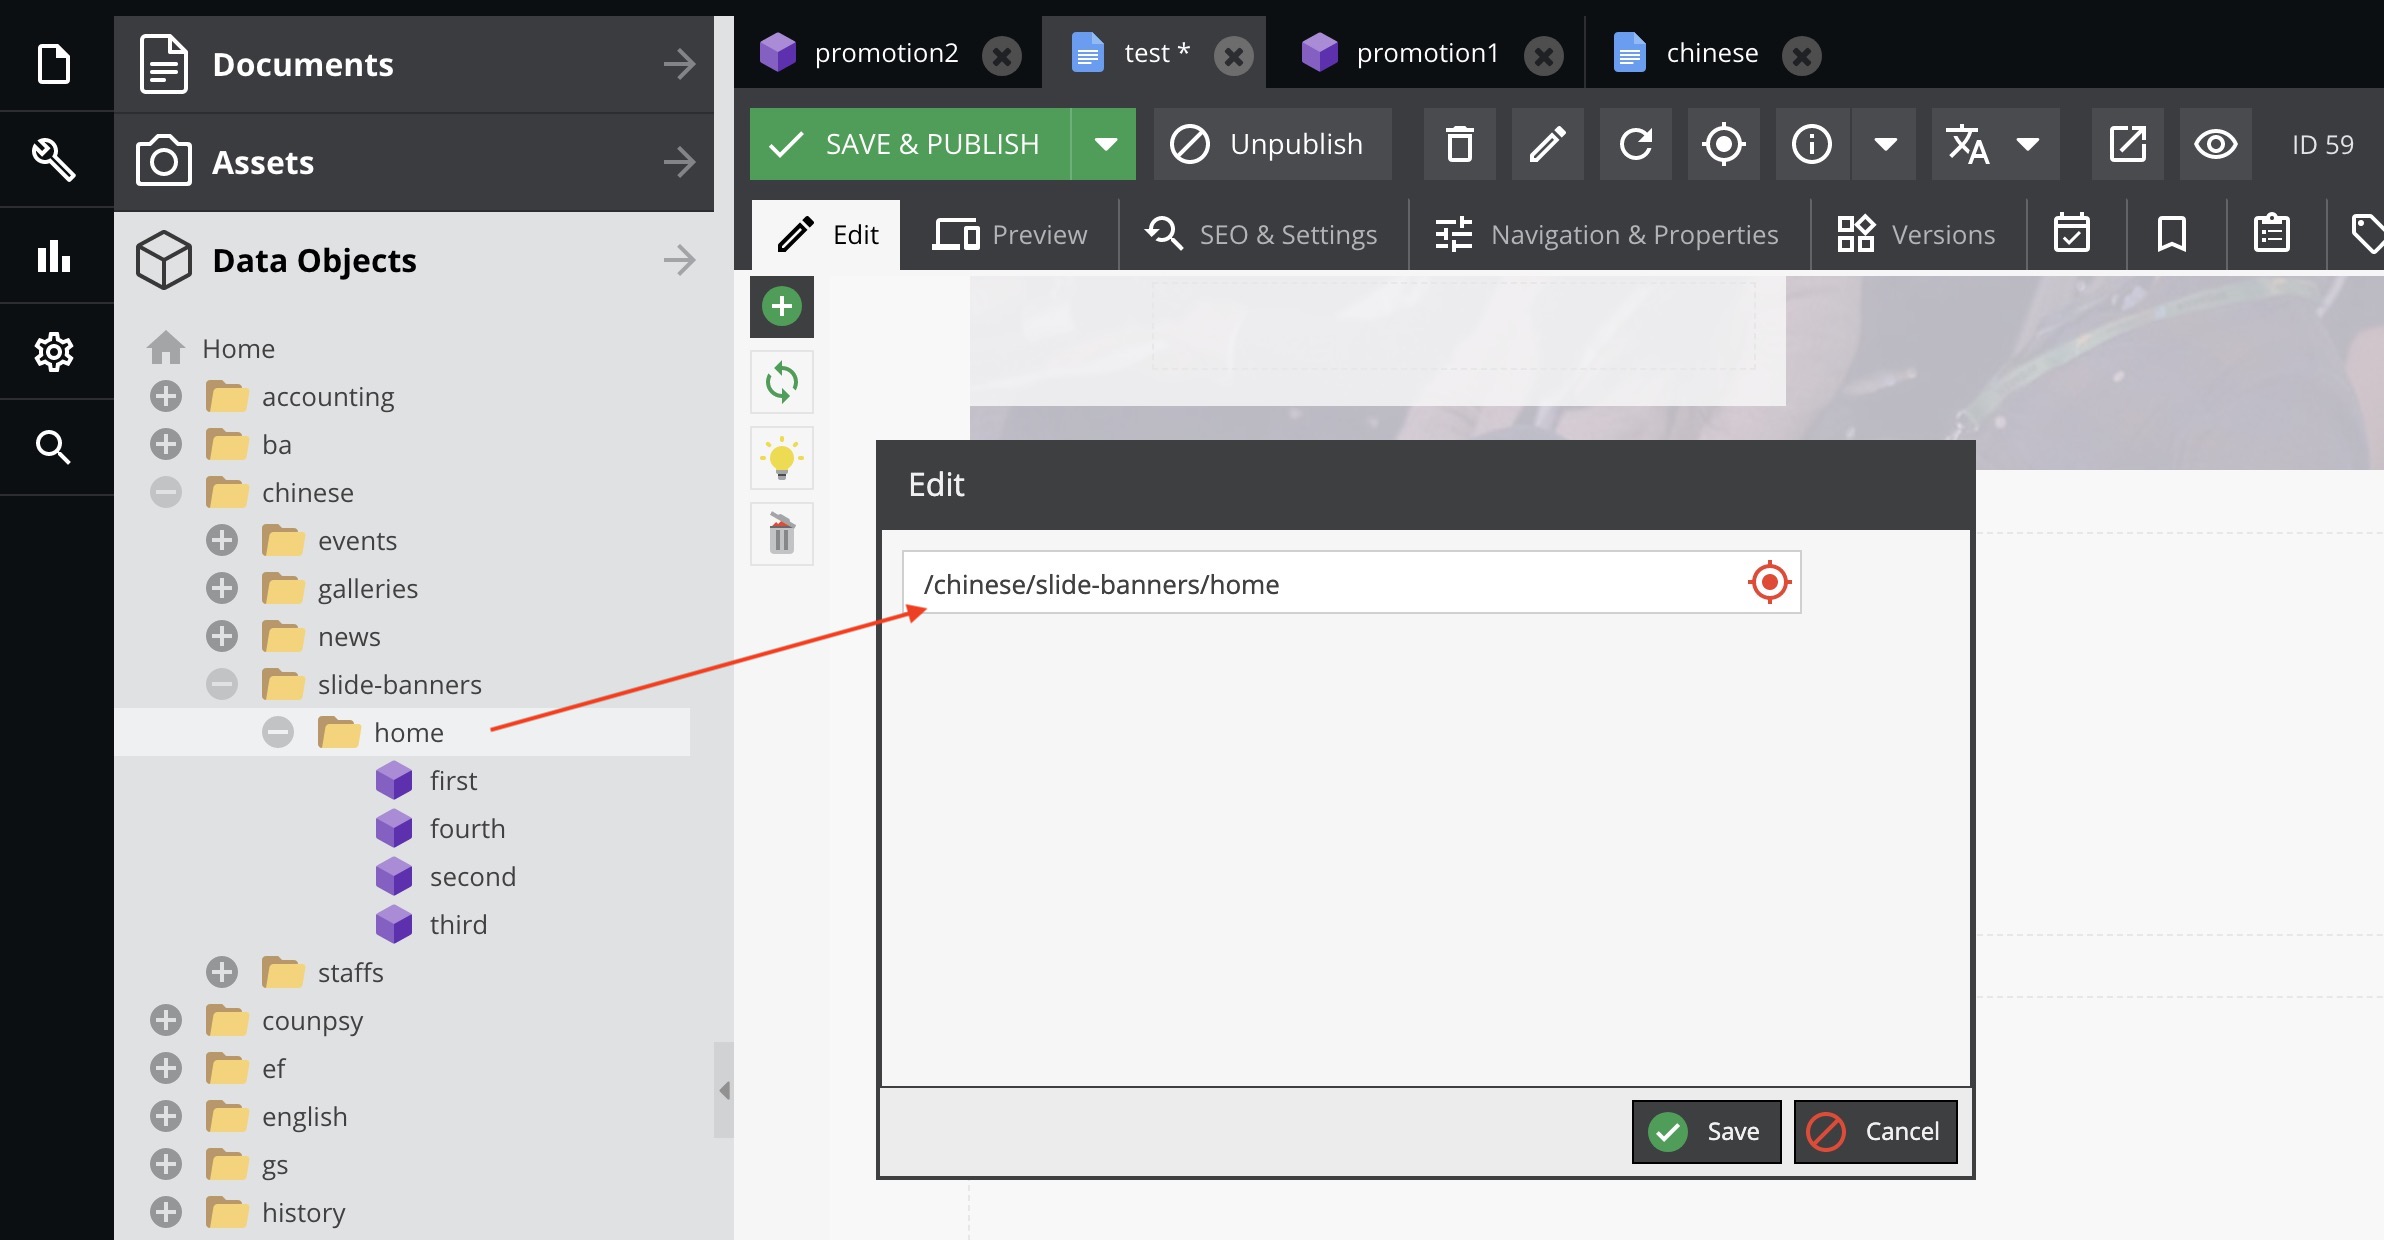 Documents
Assets
Data Objects
Home
accounting
ba
chinese
events
galleries
news
slide-banners
home
first
fourth
second
third
staffs
counpsy
ef
english
gs
history
promotion2
test *
promotion1
chinese
SAVE & PUBLISH
Unpublish
ID 59
Edit
Preview
SEO & Settings
Navigation & Properties
Versions
Edit
/chinese/slide-banners/home
Save
Cancel